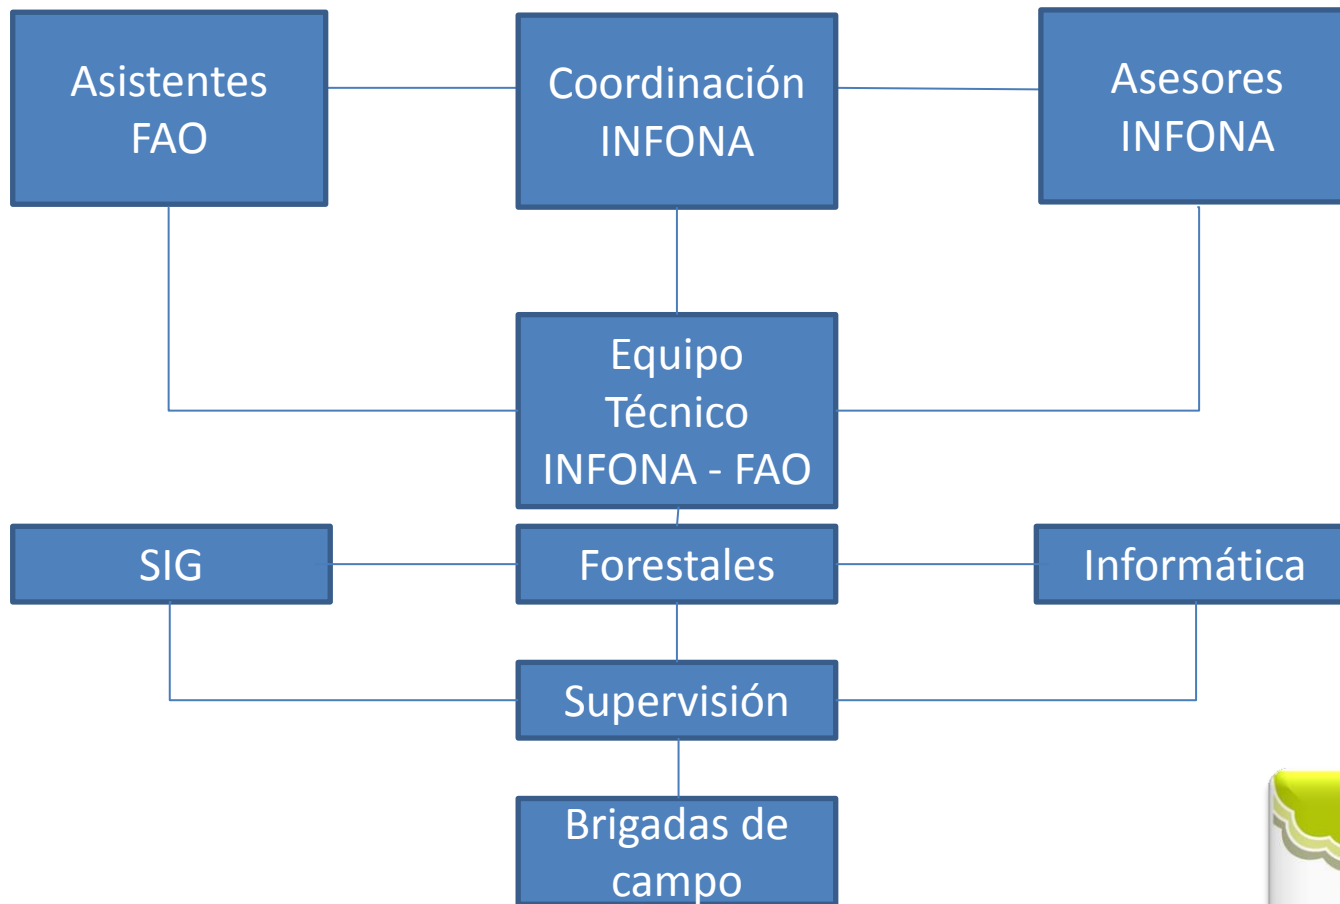 Asistentes
FAO
Coordinación
INFONA
Asesores
INFONA
Equipo
Técnico
INFONA - FAO
SIG
Forestales
Informática
Supervisión
Brigadas de
campo